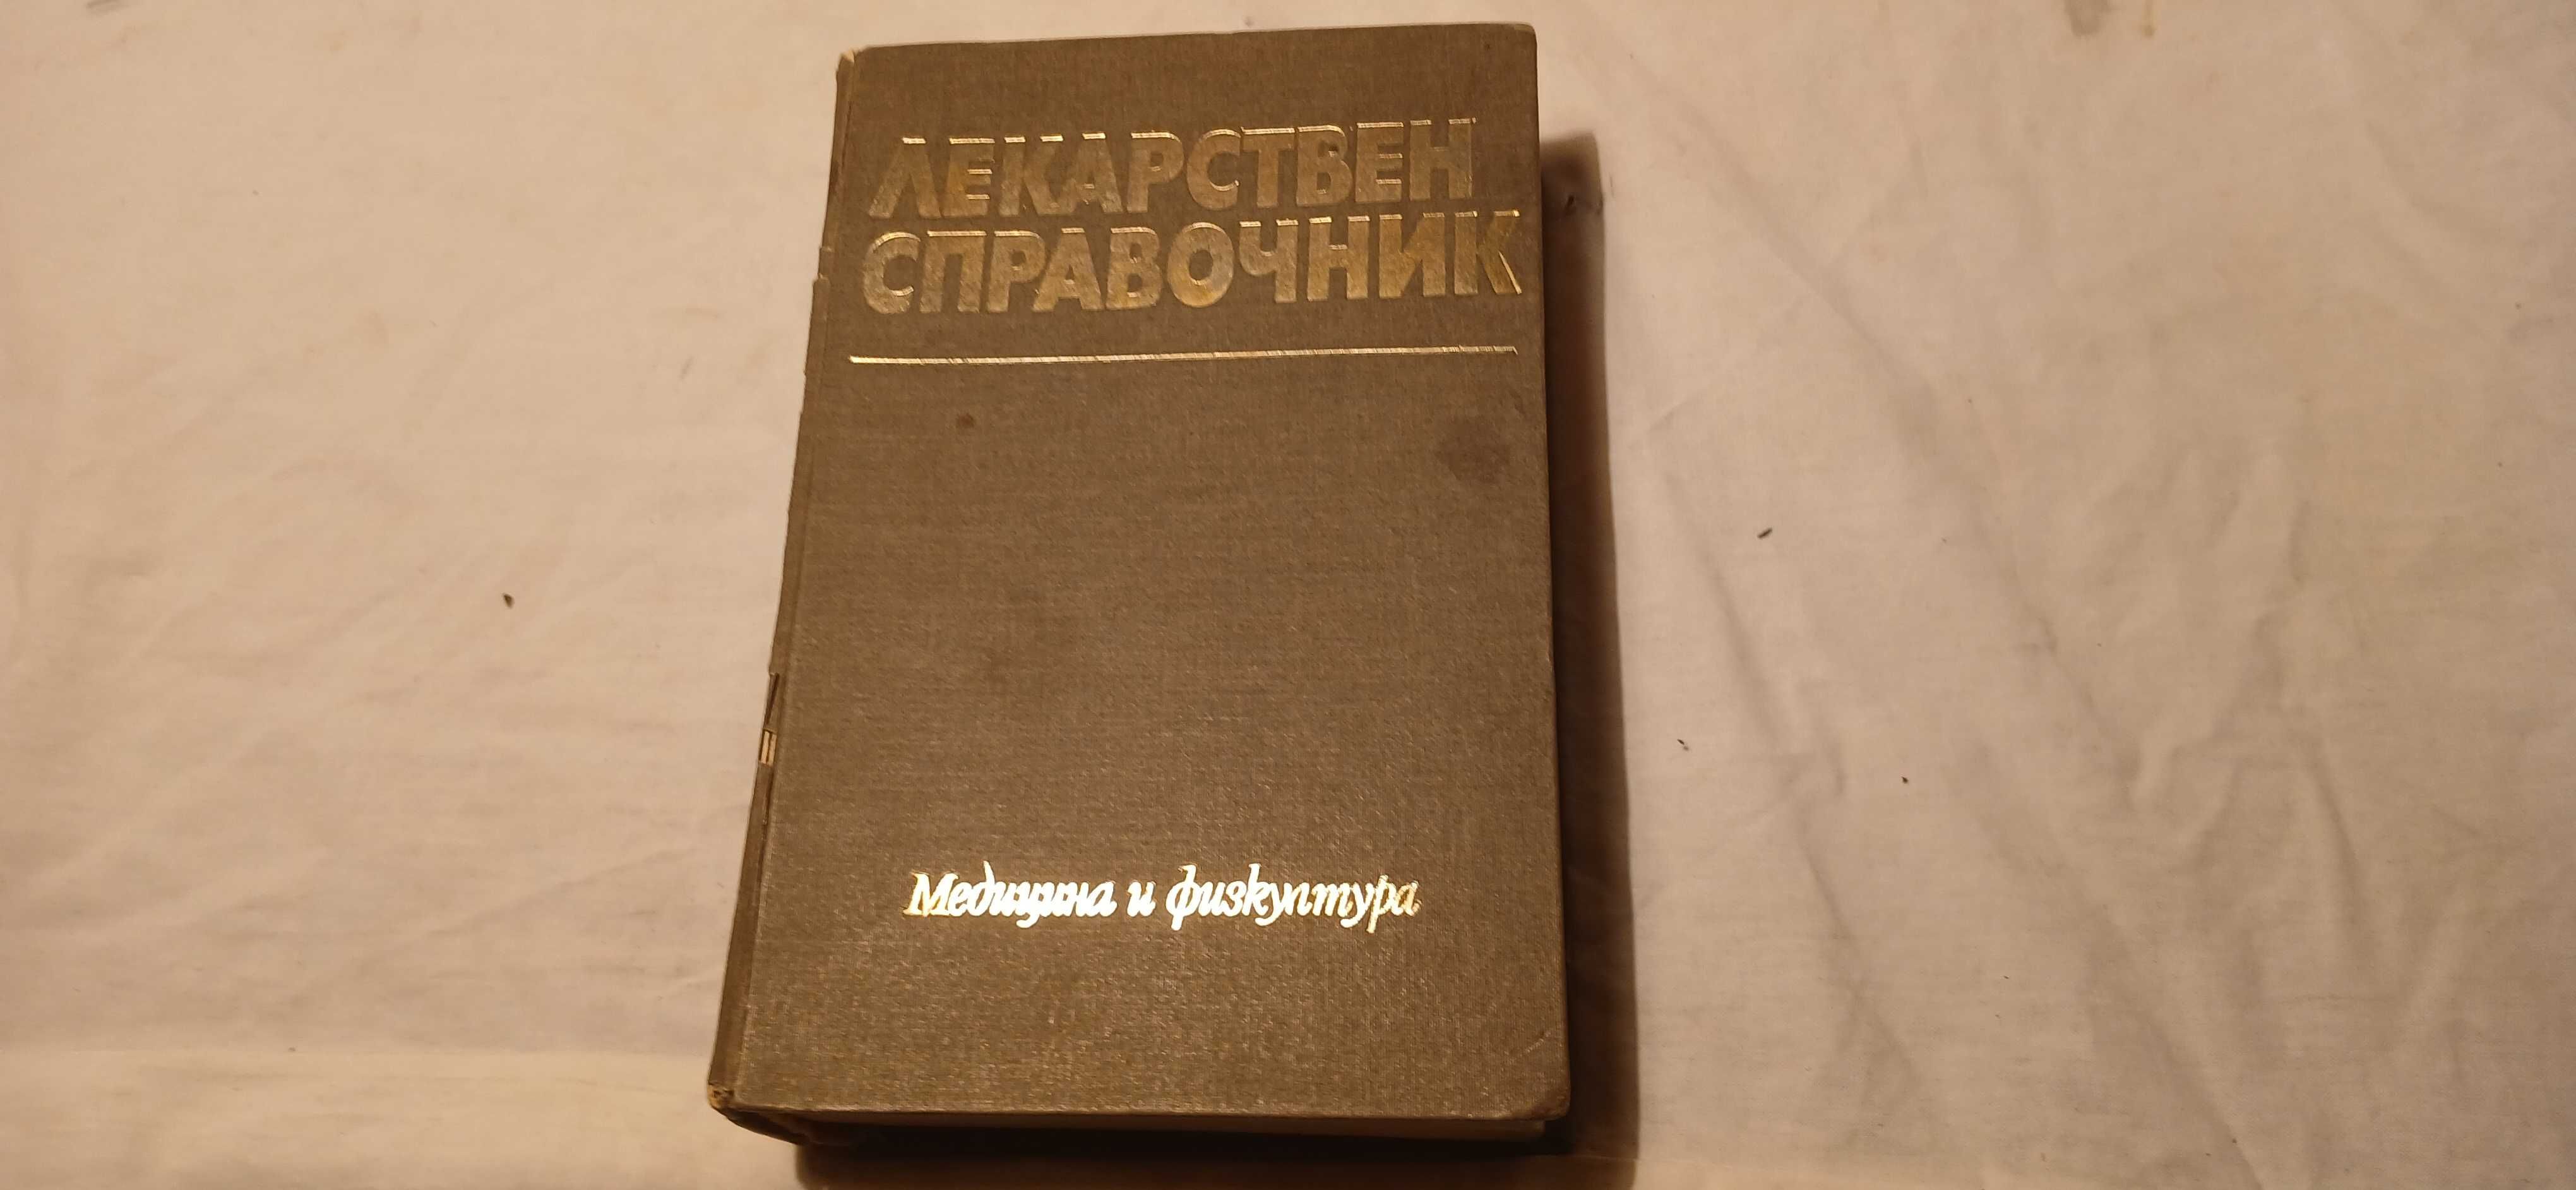 ЛЕКАРСТВЕН
СПРАВОЧНИК
Медицина и физкултура